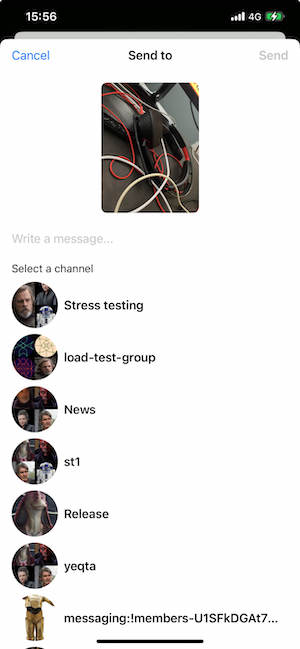 15:56
4G
Cancel
Send to
Send
Write a message...
Select a channel
Stress testing
load-test-group
News
st1
Release
yeqta
messaging:!members-U1SFkDGAt7...